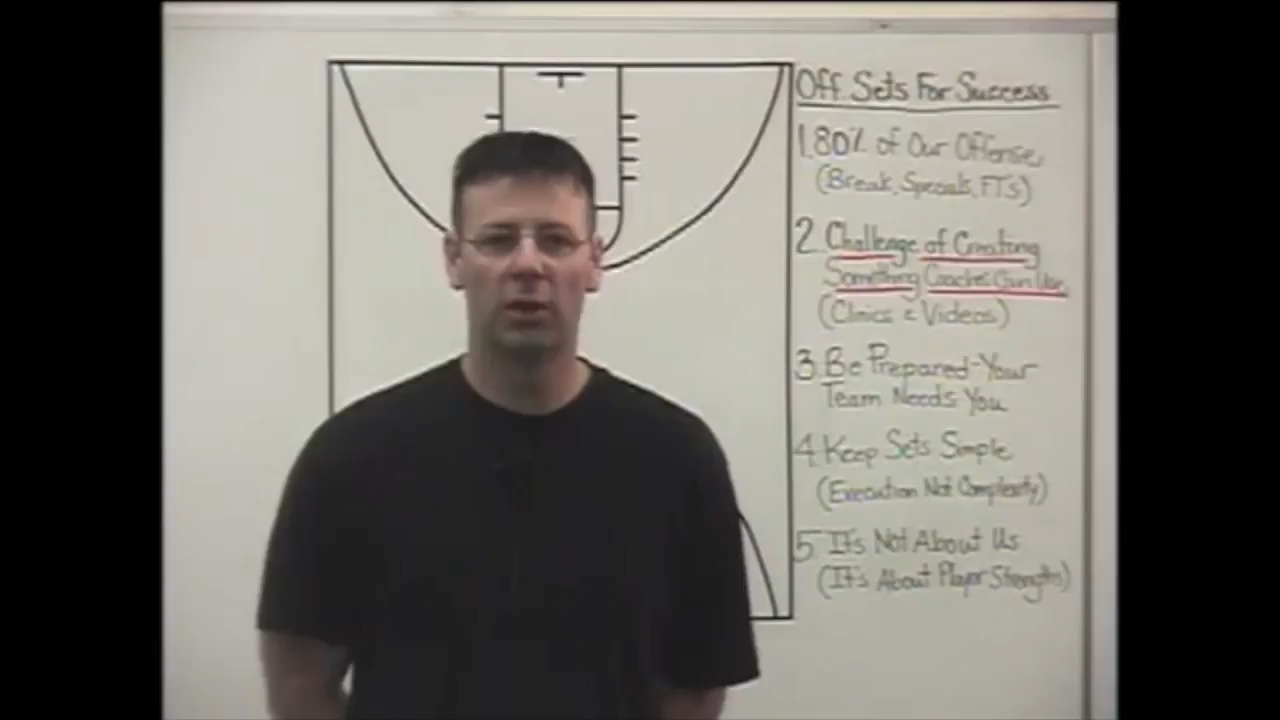 Off. Sets For Success
1. 80% of Our Offense
(Break, Specials, FTs)
2. Challenge of Creating
Something Coaches Can Use
(Clinics & Videos)
3. Be Prepared-Your
Team Needs You
4. Keep Sets Simple
(Execution Not Complexity)
5 It's Not About Us
(It's About Player Strengths)